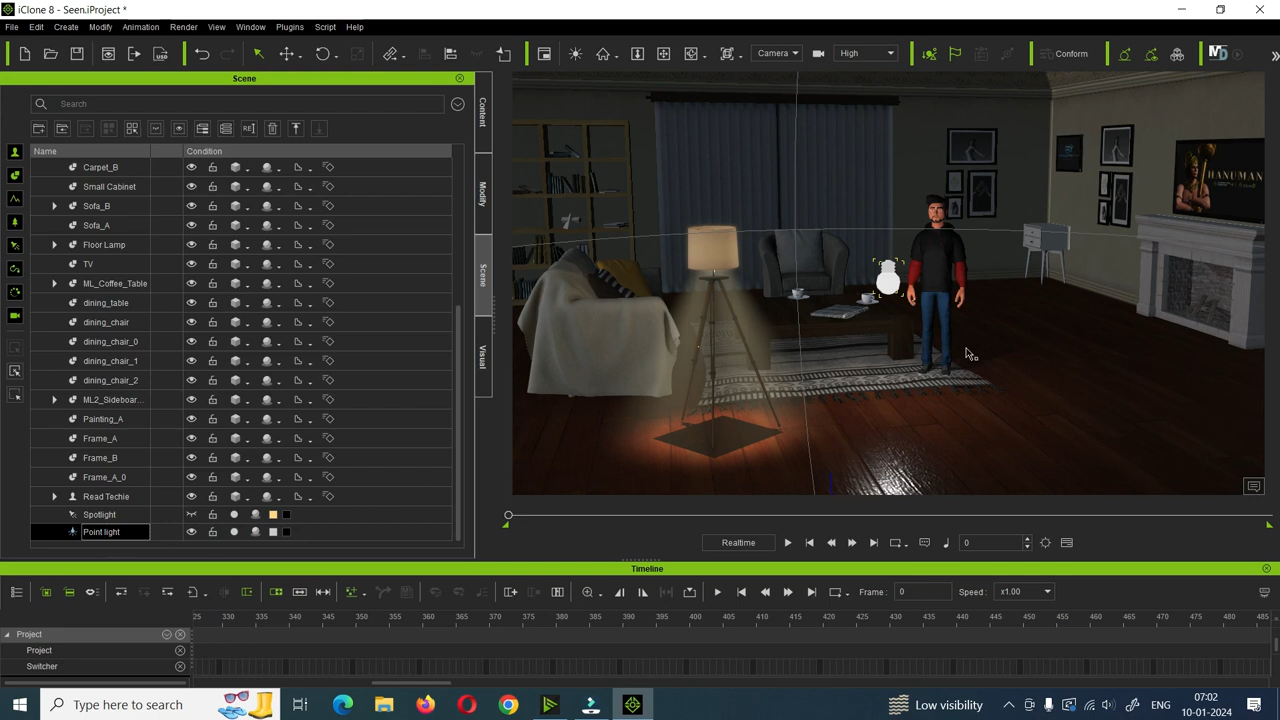 iClone 8 - Seen.iProject *
File Edit Create Modify Animation Render View Window Plugins Script Help
Camera High Conform
Scene
Search
Name Condition
Carpet_B
Small Cabinet
Sofa_B
Sofa_A
Floor Lamp
TV
ML_Coffee_Table
dining_table
dining_chair
dining_chair_0
dining_chair_1
dining_chair_2
ML2_Sideboar...
Painting_A
Frame_A
Frame_B
Frame_A_0
Read Techie
Spotlight
Point light
Content
Modify
Scene
Visual
HANUMAN
Realtime 0
Timeline
Frame : 0 Speed : x1.00
25 330 335 340 345 350 355 360 365 370 375 380 385 390 395 400 405 410 415 420 425 430 435 440 445 450 455 460 465 470 475 480 485
Project
Project
Switcher
Type here to search
Low visibility
ENG
07:02
10-01-2024